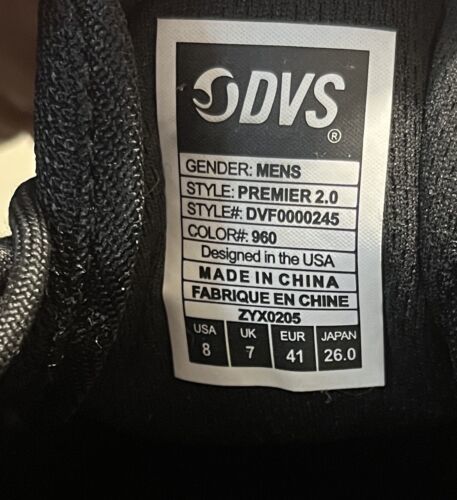 DVS
®
GENDER: MENS
STYLE: PREMIER 2.0
STYLE#: DVF0000245
COLOR#: 960
Designed in the USA
MADE IN CHINA
FABRIQUE EN CHINE
ZYX0205
USA UK EUR JAPAN
8 7 41 26.0